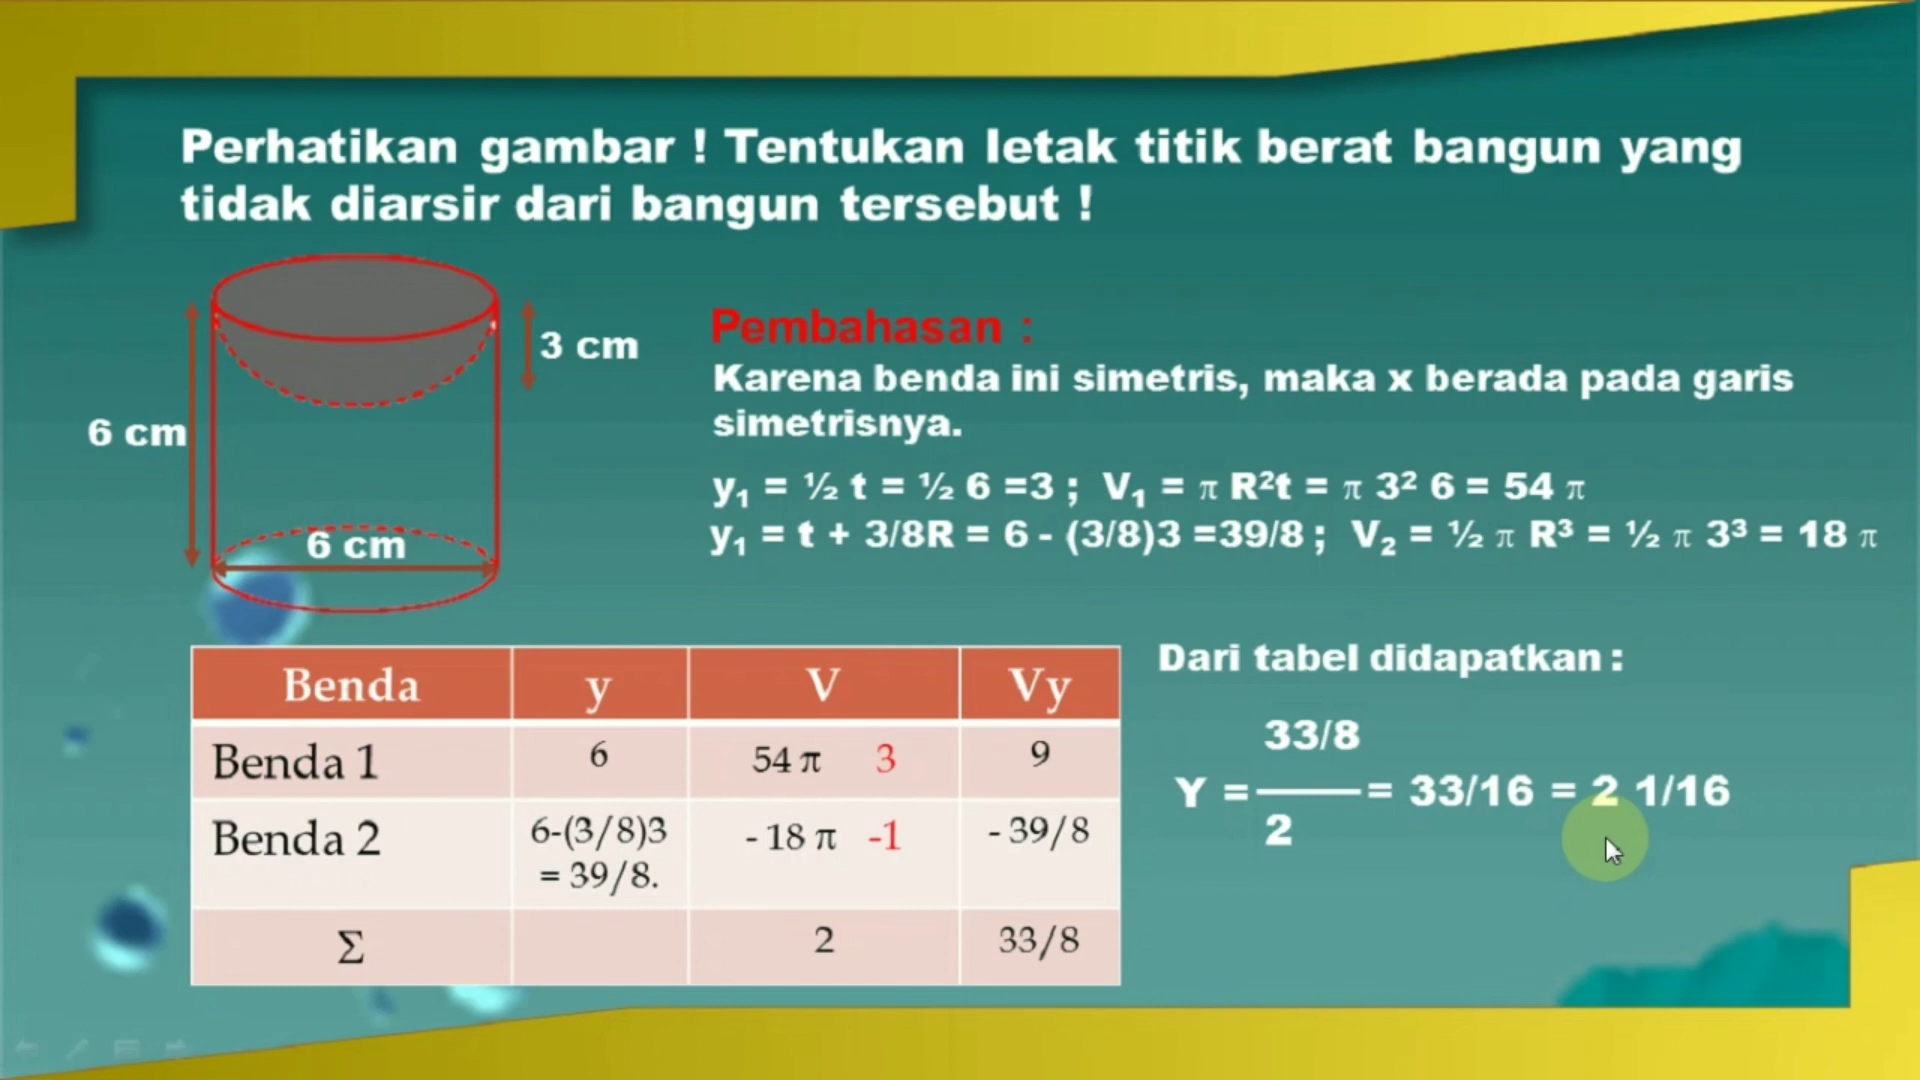 Perhatikan gambar ! Tentukan letak titik berat bangun yang
tidak diarsir dari bangun tersebut !
3 cm
6 cm
6 cm
Pembahasan :
Karena benda ini simetris, maka x berada pada garis
simetrisnya.
y₁ = ½ t = ½ 6 =3 ; V₁ = π R²t = π 3² 6 = 54 π
y₁ = t + 3/8R = 6 - (3/8)3 =39/8 ; V₂ = ½ π R³ = ½ π 3³ = 18 π
Benda y V Vy
Benda 1 6 54 π 3 9
Benda 2 6-(3/8)3 = 39/8. - 18 π -1 - 39/8
Σ 2 33/8
Dari tabel didapatkan :
33/8
Y = = 33/16 = 2 1/16
2